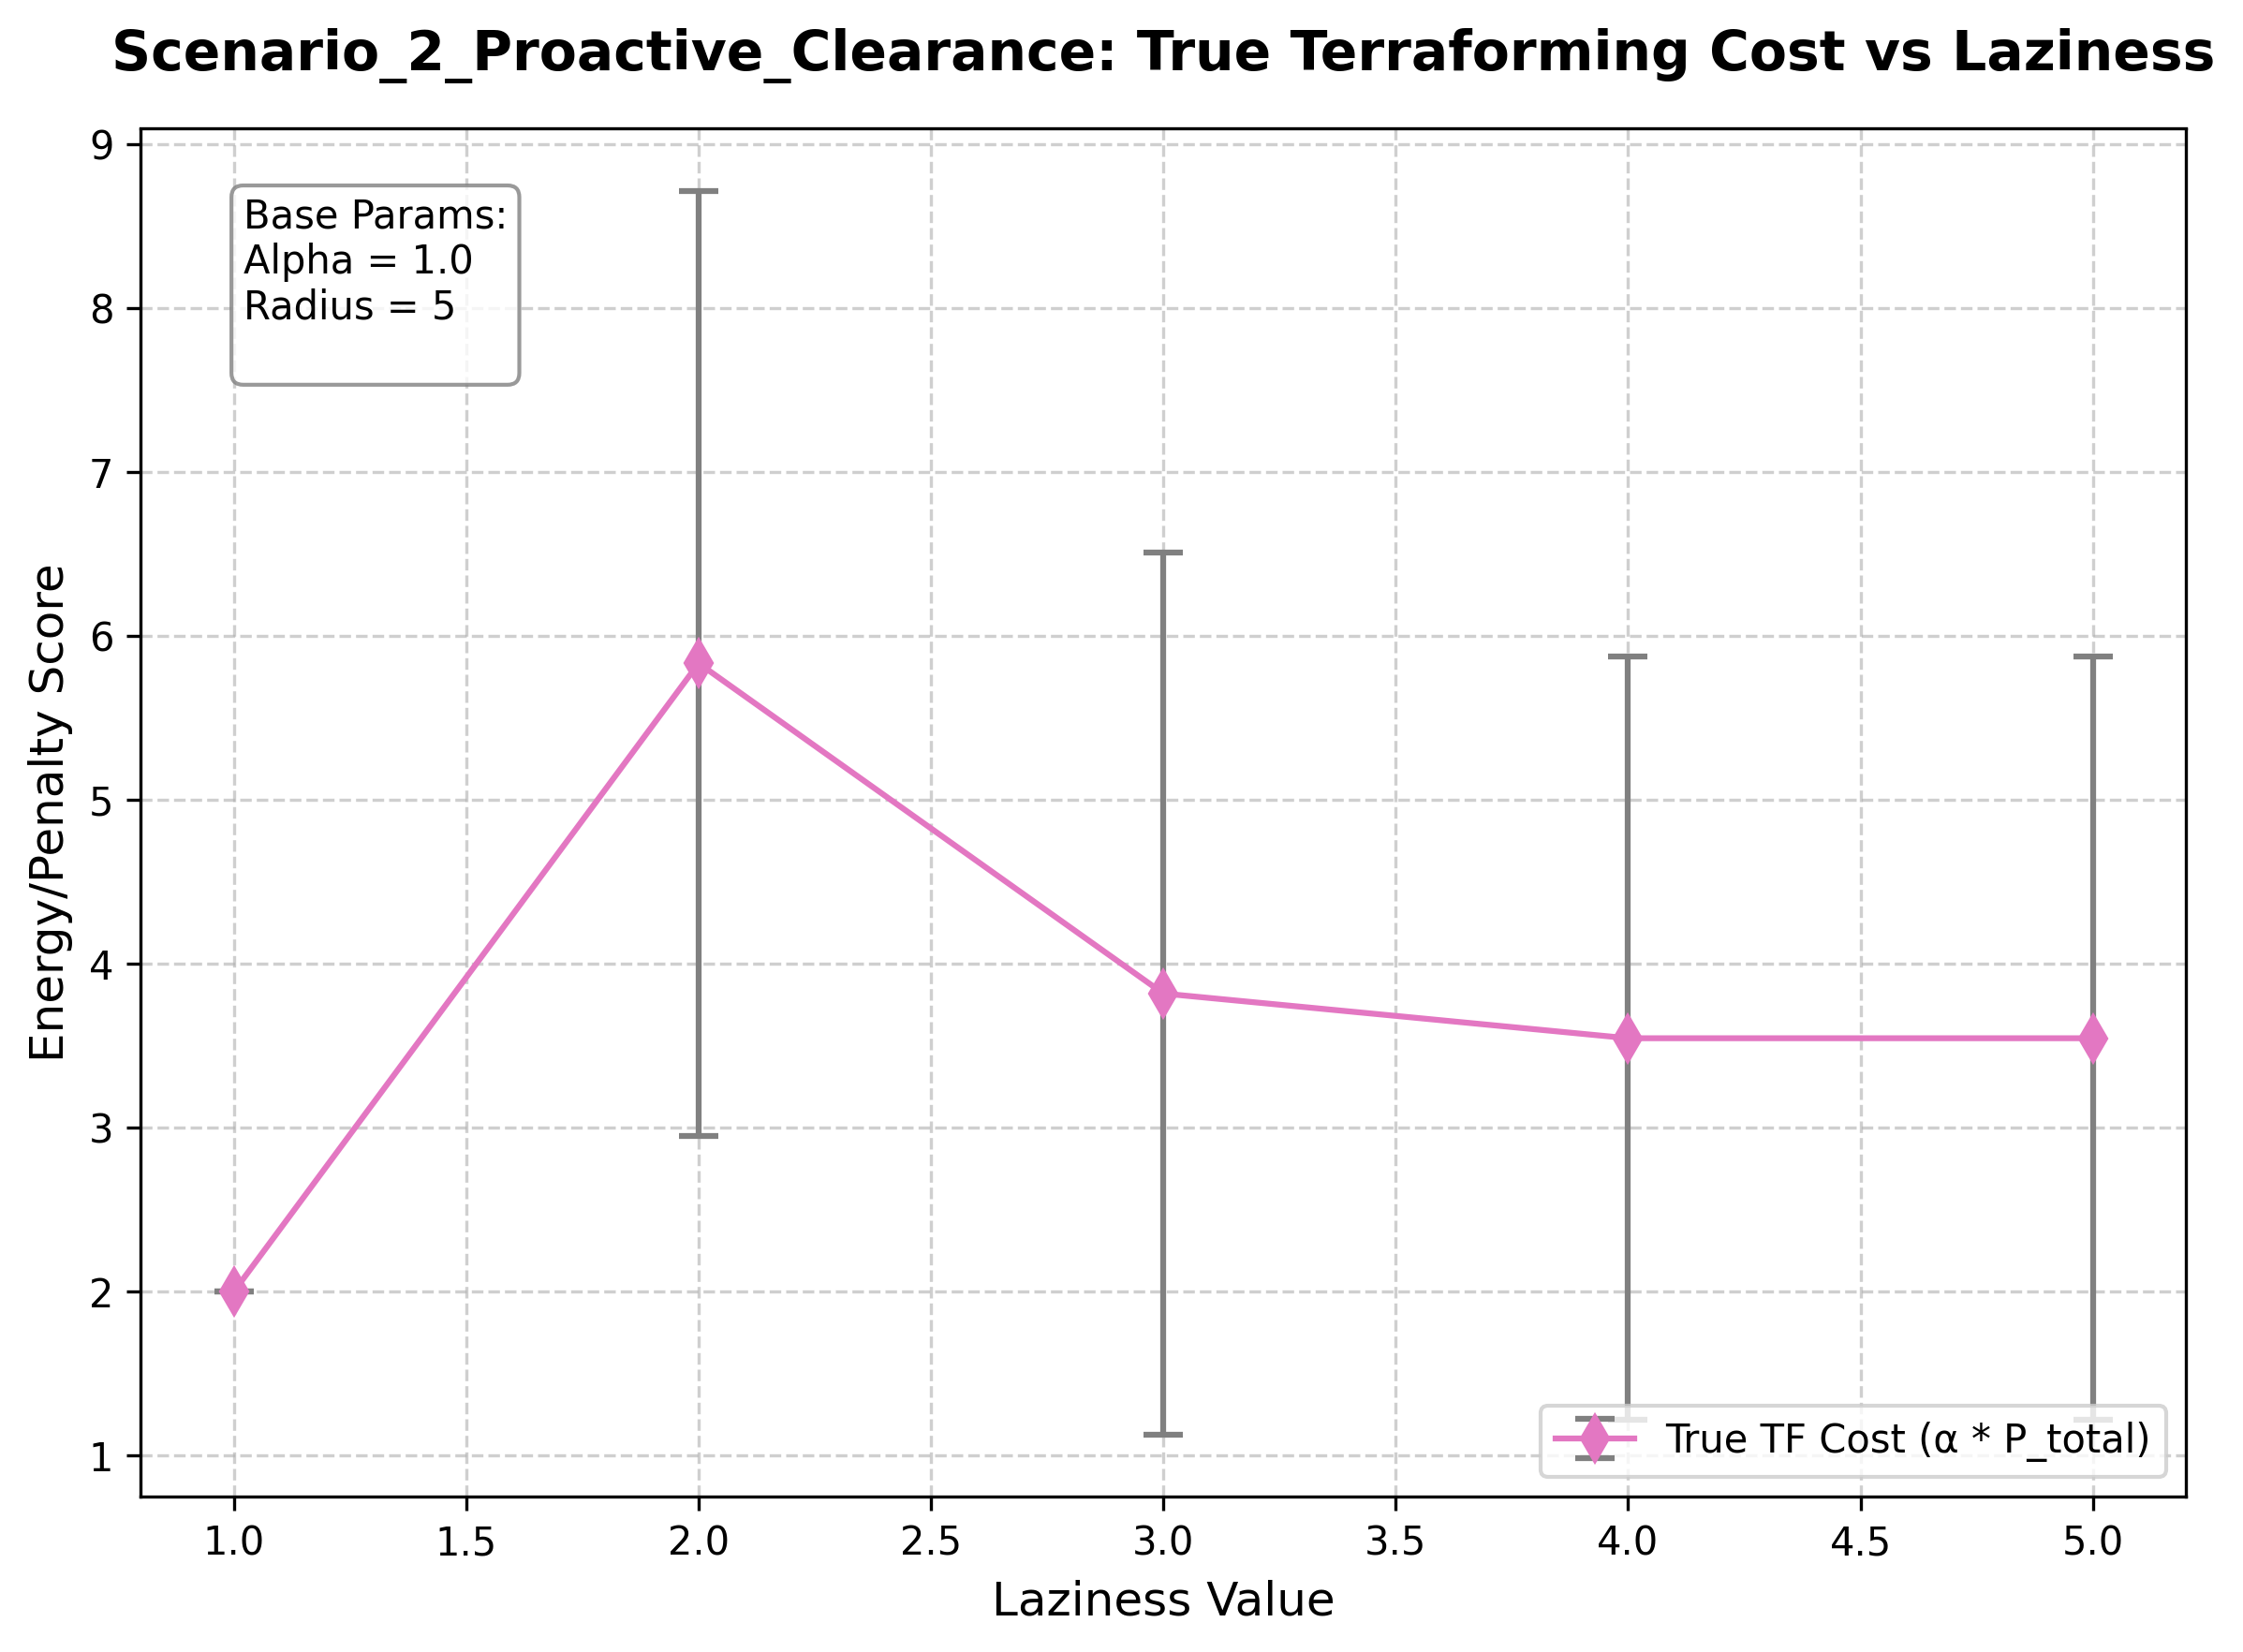 Scenario_2_Proactive_Clearance: True Terraforming Cost vs Laziness
Energy/Penalty Score
9
8
7
6
5
4
3
2
1
Base Params:
Alpha = 1.0
Radius = 5
True TF Cost (α * P_total)
1.0 1.5 2.0 2.5 3.0 3.5 4.0 4.5 5.0
Laziness Value